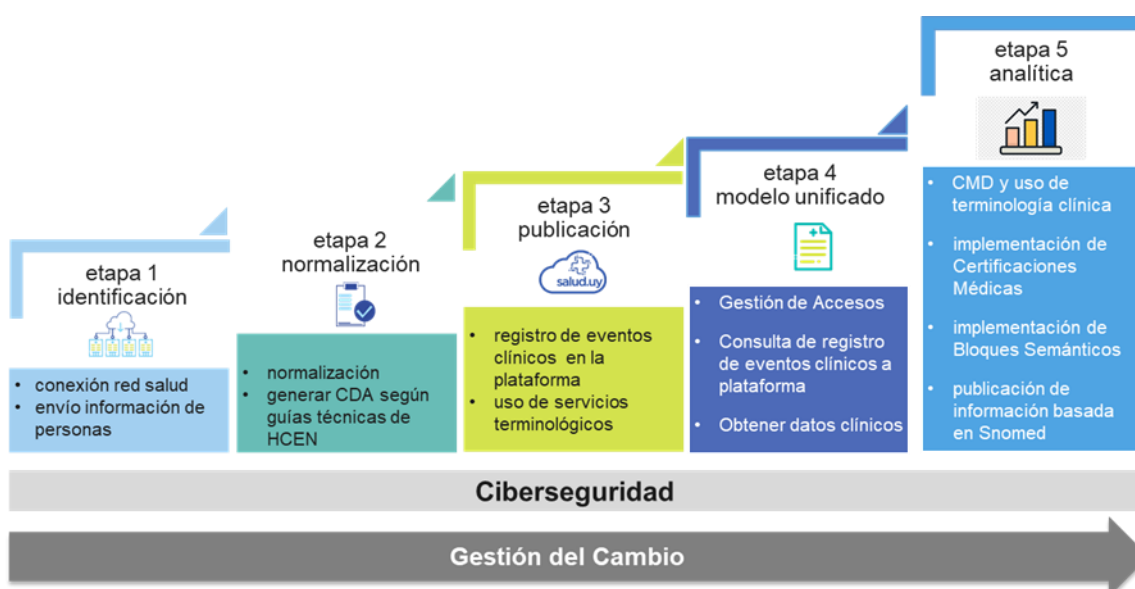 etapa 1
identificación
• conexión red salud
• envío información de
personas
etapa 2
normalización
• normalización
• generar CDA según
guías técnicas de
HCEN
etapa 3
publicación
salud.uy
• registro de eventos
clínicos en la
plataforma
• uso de servicios
terminológicos
etapa 4
modelo unificado
• Gestión de Accesos
• Consulta de registro
de eventos clínicos a
plataforma
• Obtener datos clínicos
etapa 5
analítica
• CMD y uso de
terminología clínica
• implementación de
Certificaciones
Médicas
• implementación de
Bloques Semánticos
• publicación de
información basada
en Snomed
Ciberseguridad
Gestión del Cambio